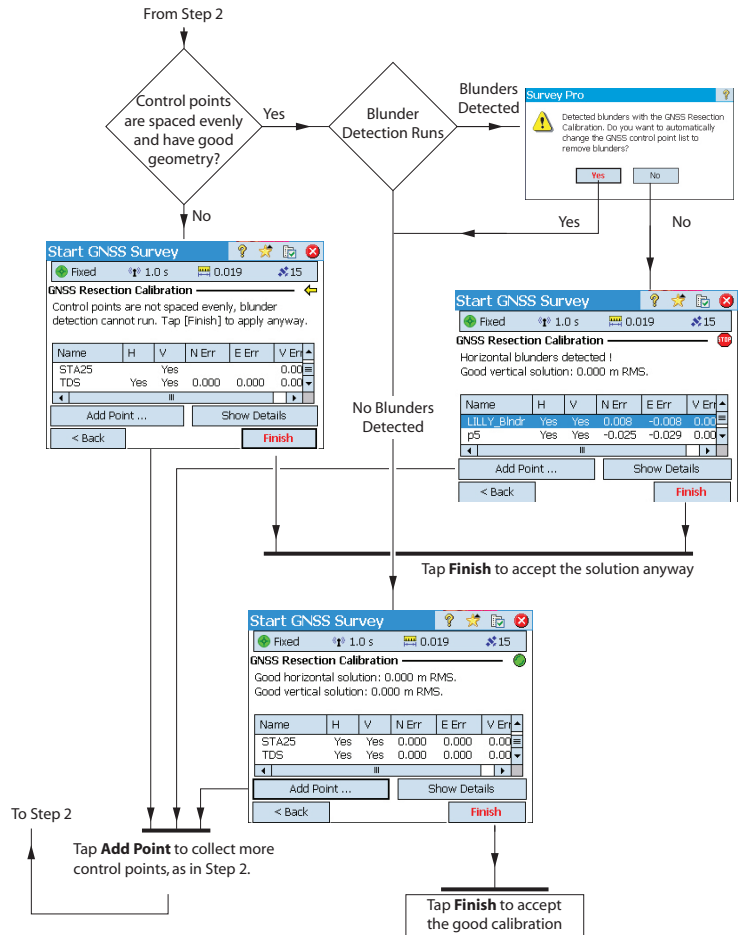 From Step 2
Control points
are spaced evenly
and have good
geometry?
Yes
Blunder
Detection Runs
Blunders
Detected
Survey Pro
?
Detected blunders with the GNSS Resection
Calibration. Do you want to automatically
change the GNSS control point list to
remove blunders?
Yes
No
Yes
No
No
Start GNSS Survey
?
Fixed
1.0 s
0.019
15
GNSS Resection Calibration
Control points are not spaced evenly, blunder
detection cannot run. Tap [Finish] to apply anyway.
Name H V N Err E Err V Err
STA25 Yes 0.00
TDS Yes Yes 0.000 0.000 0.00
Add Point ...
Show Details
< Back
Finish
Start GNSS Survey
?
Fixed
1.0 s
0.019
15
GNSS Resection Calibration
STOP
Horizontal blunders detected !
Good vertical solution: 0.000 m RMS.
Name H V N Err E Err V Err
LILLY_Blndr Yes Yes 0.008 -0.008 0.00
p5 Yes Yes -0.025 -0.029 0.00
Add Point ...
Show Details
< Back
Finish
No Blunders
Detected
Tap Finish to accept the solution anyway
Start GNSS Survey
?
Fixed
1.0 s
0.019
15
GNSS Resection Calibration
Good horizontal solution: 0.000 m RMS.
Good vertical solution: 0.000 m RMS.
Name H V N Err E Err V Err
STA25 Yes Yes 0.000 0.000 0.00
TDS Yes Yes 0.000 0.000 0.00
Add Point ...
Show Details
< Back
Finish
To Step 2
Tap Add Point to collect more
control points, as in Step 2.
Tap Finish to accept
the good calibration